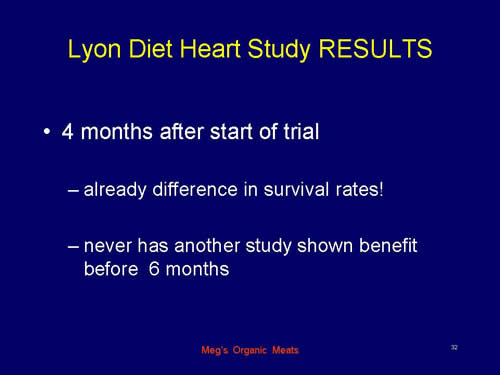 Lyon Diet Heart Study RESULTS
• 4 months after start of trial
– already difference in survival rates!
– never has another study shown benefit
before 6 months
Meg's Organic Meats
32